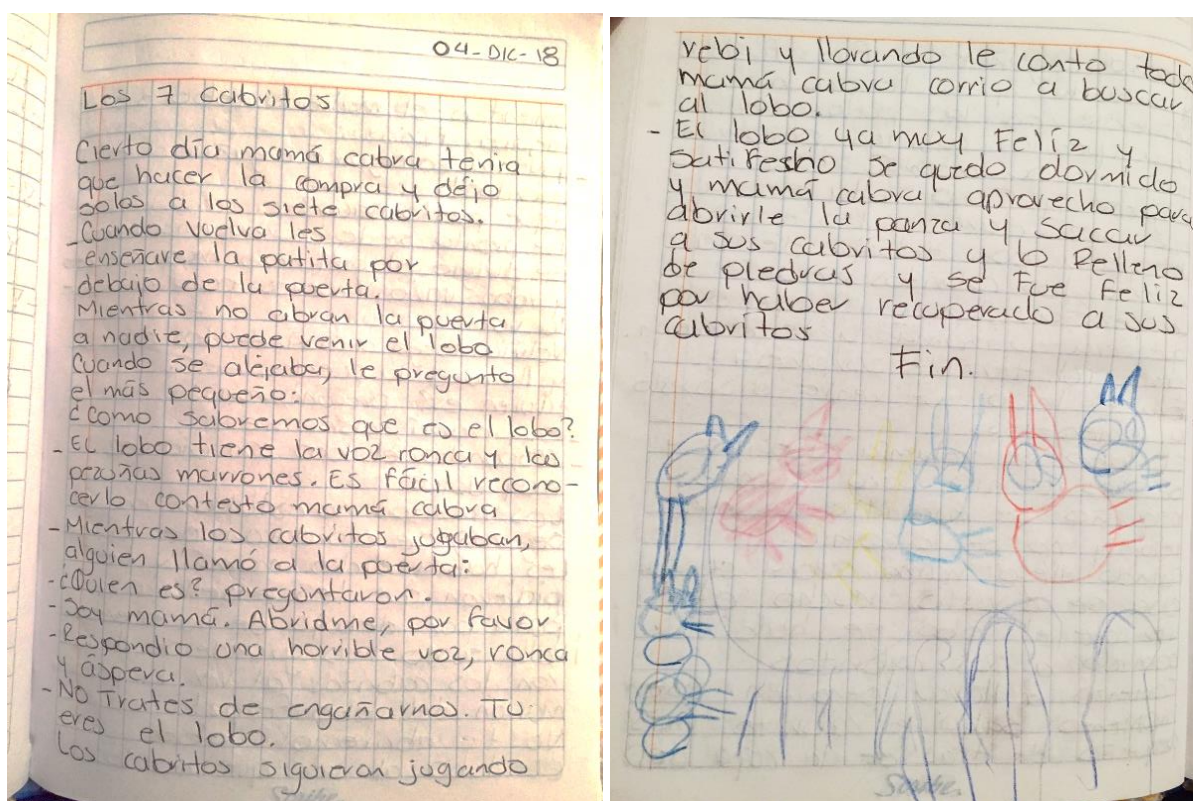 04-DIC-18
Los 7 Cabritos
Cierto día mamá cabra tenia
que hacer la compra y dejo
solos a los siete cabritos.
-Cuando vuelva les
enseñare la patita por
debajo de la puerta.
Mientras no abran la puerta
a nadie, puede venir el lobo
Cuando se alejaba, le pregunto
el más pequeño:
¿como sabremos que es el lobo?
- El lobo tiene la voz ronca y las
pezuñas marrones. Es fácil recono-
cerlo contesto mamá cabra
-Mientras los cabritos jugaban,
alguien llamó a la puerta:
-¿Quien es? preguntaron.
-Soy mamá. Abridme, por favor
-Respondio una horrible voz, ronca
y áspera.
-No Trates de engañarnos. Tu
eres el lobo.
Los cabritos siguieron jugando
Scribe
rebi y llorando le conto todo
mamá cabra corrio a buscar
al lobo.
- El lobo ya muy Felíz y
satifesho se quedo dormido
y mamá cabra aprovecho para
abrirle la panza y saccar
a sus cabritos y lo Relleno
de piedras y se fue Feliz
por haber recuperado a sus
cabritos
Fin.
Scribe